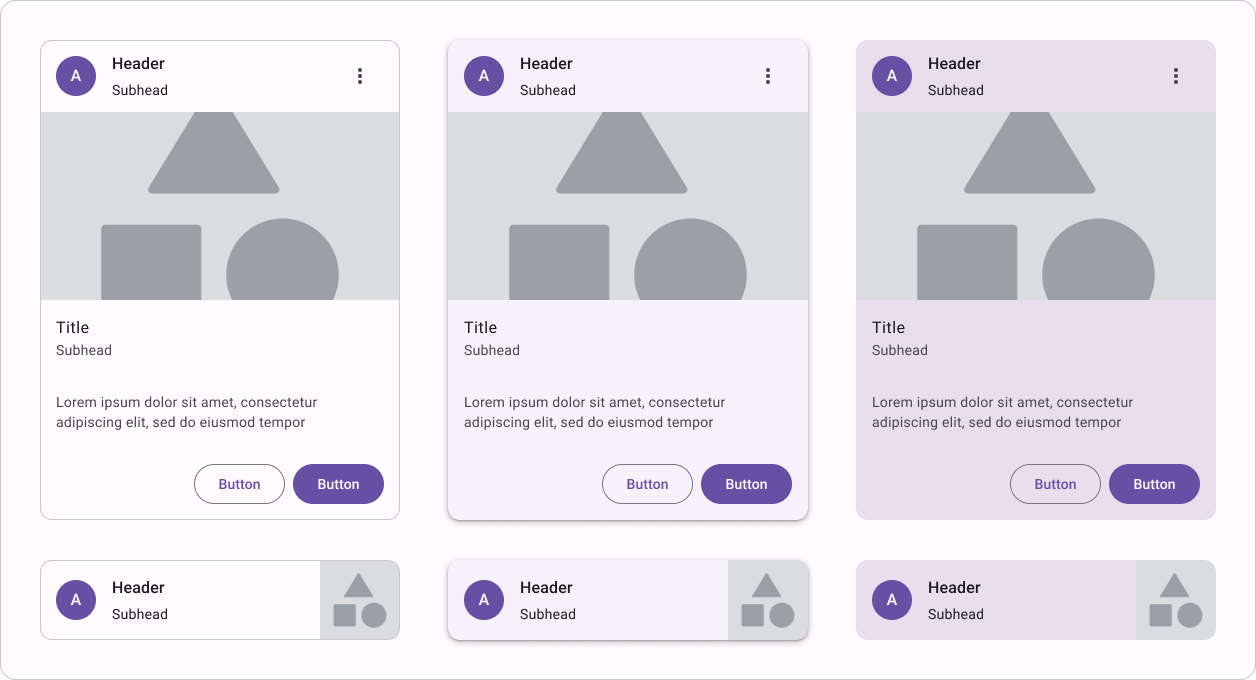 A
Header
Subhead
Title
Subhead
Lorem ipsum dolor sit amet, consectetur
adipiscing elit, sed do eiusmod tempor
Button
Button
A
Header
Subhead
Title
Subhead
Lorem ipsum dolor sit amet, consectetur
adipiscing elit, sed do eiusmod tempor
Button
Button
A
Header
Subhead
Title
Subhead
Lorem ipsum dolor sit amet, consectetur
adipiscing elit, sed do eiusmod tempor
Button
Button
A
Header
Subhead
A
Header
Subhead
A
Header
Subhead